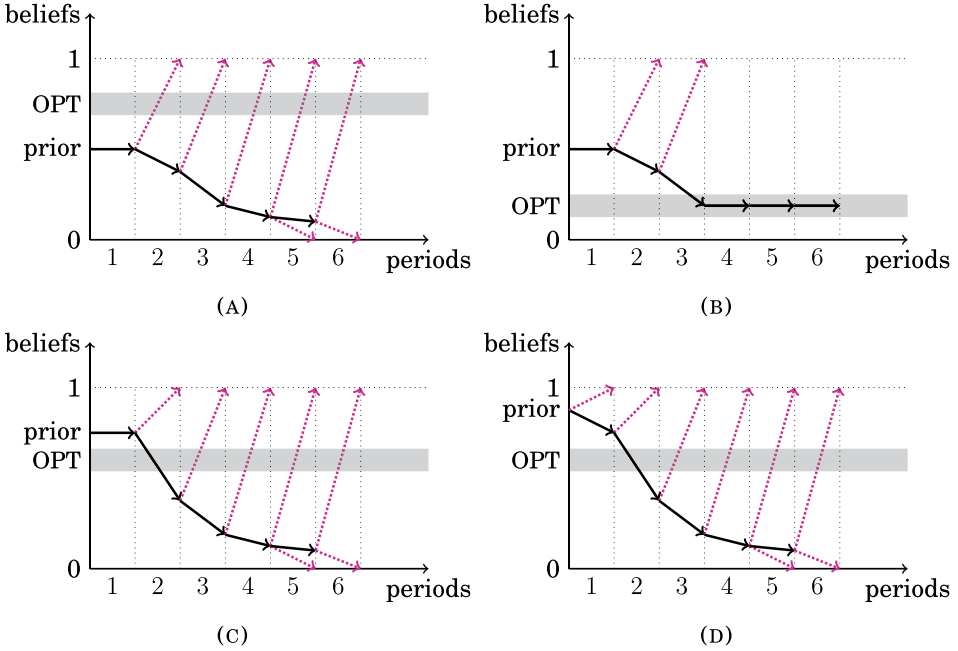 beliefs
1
OPT
prior
0
1 2 3 4 5 6
periods
(A)
beliefs
1
prior
OPT
0
1 2 3 4 5 6
periods
(B)
beliefs
1
prior
OPT
0
1 2 3 4 5 6
periods
(C)
beliefs
1
prior
OPT
0
1 2 3 4 5 6
periods
(D)